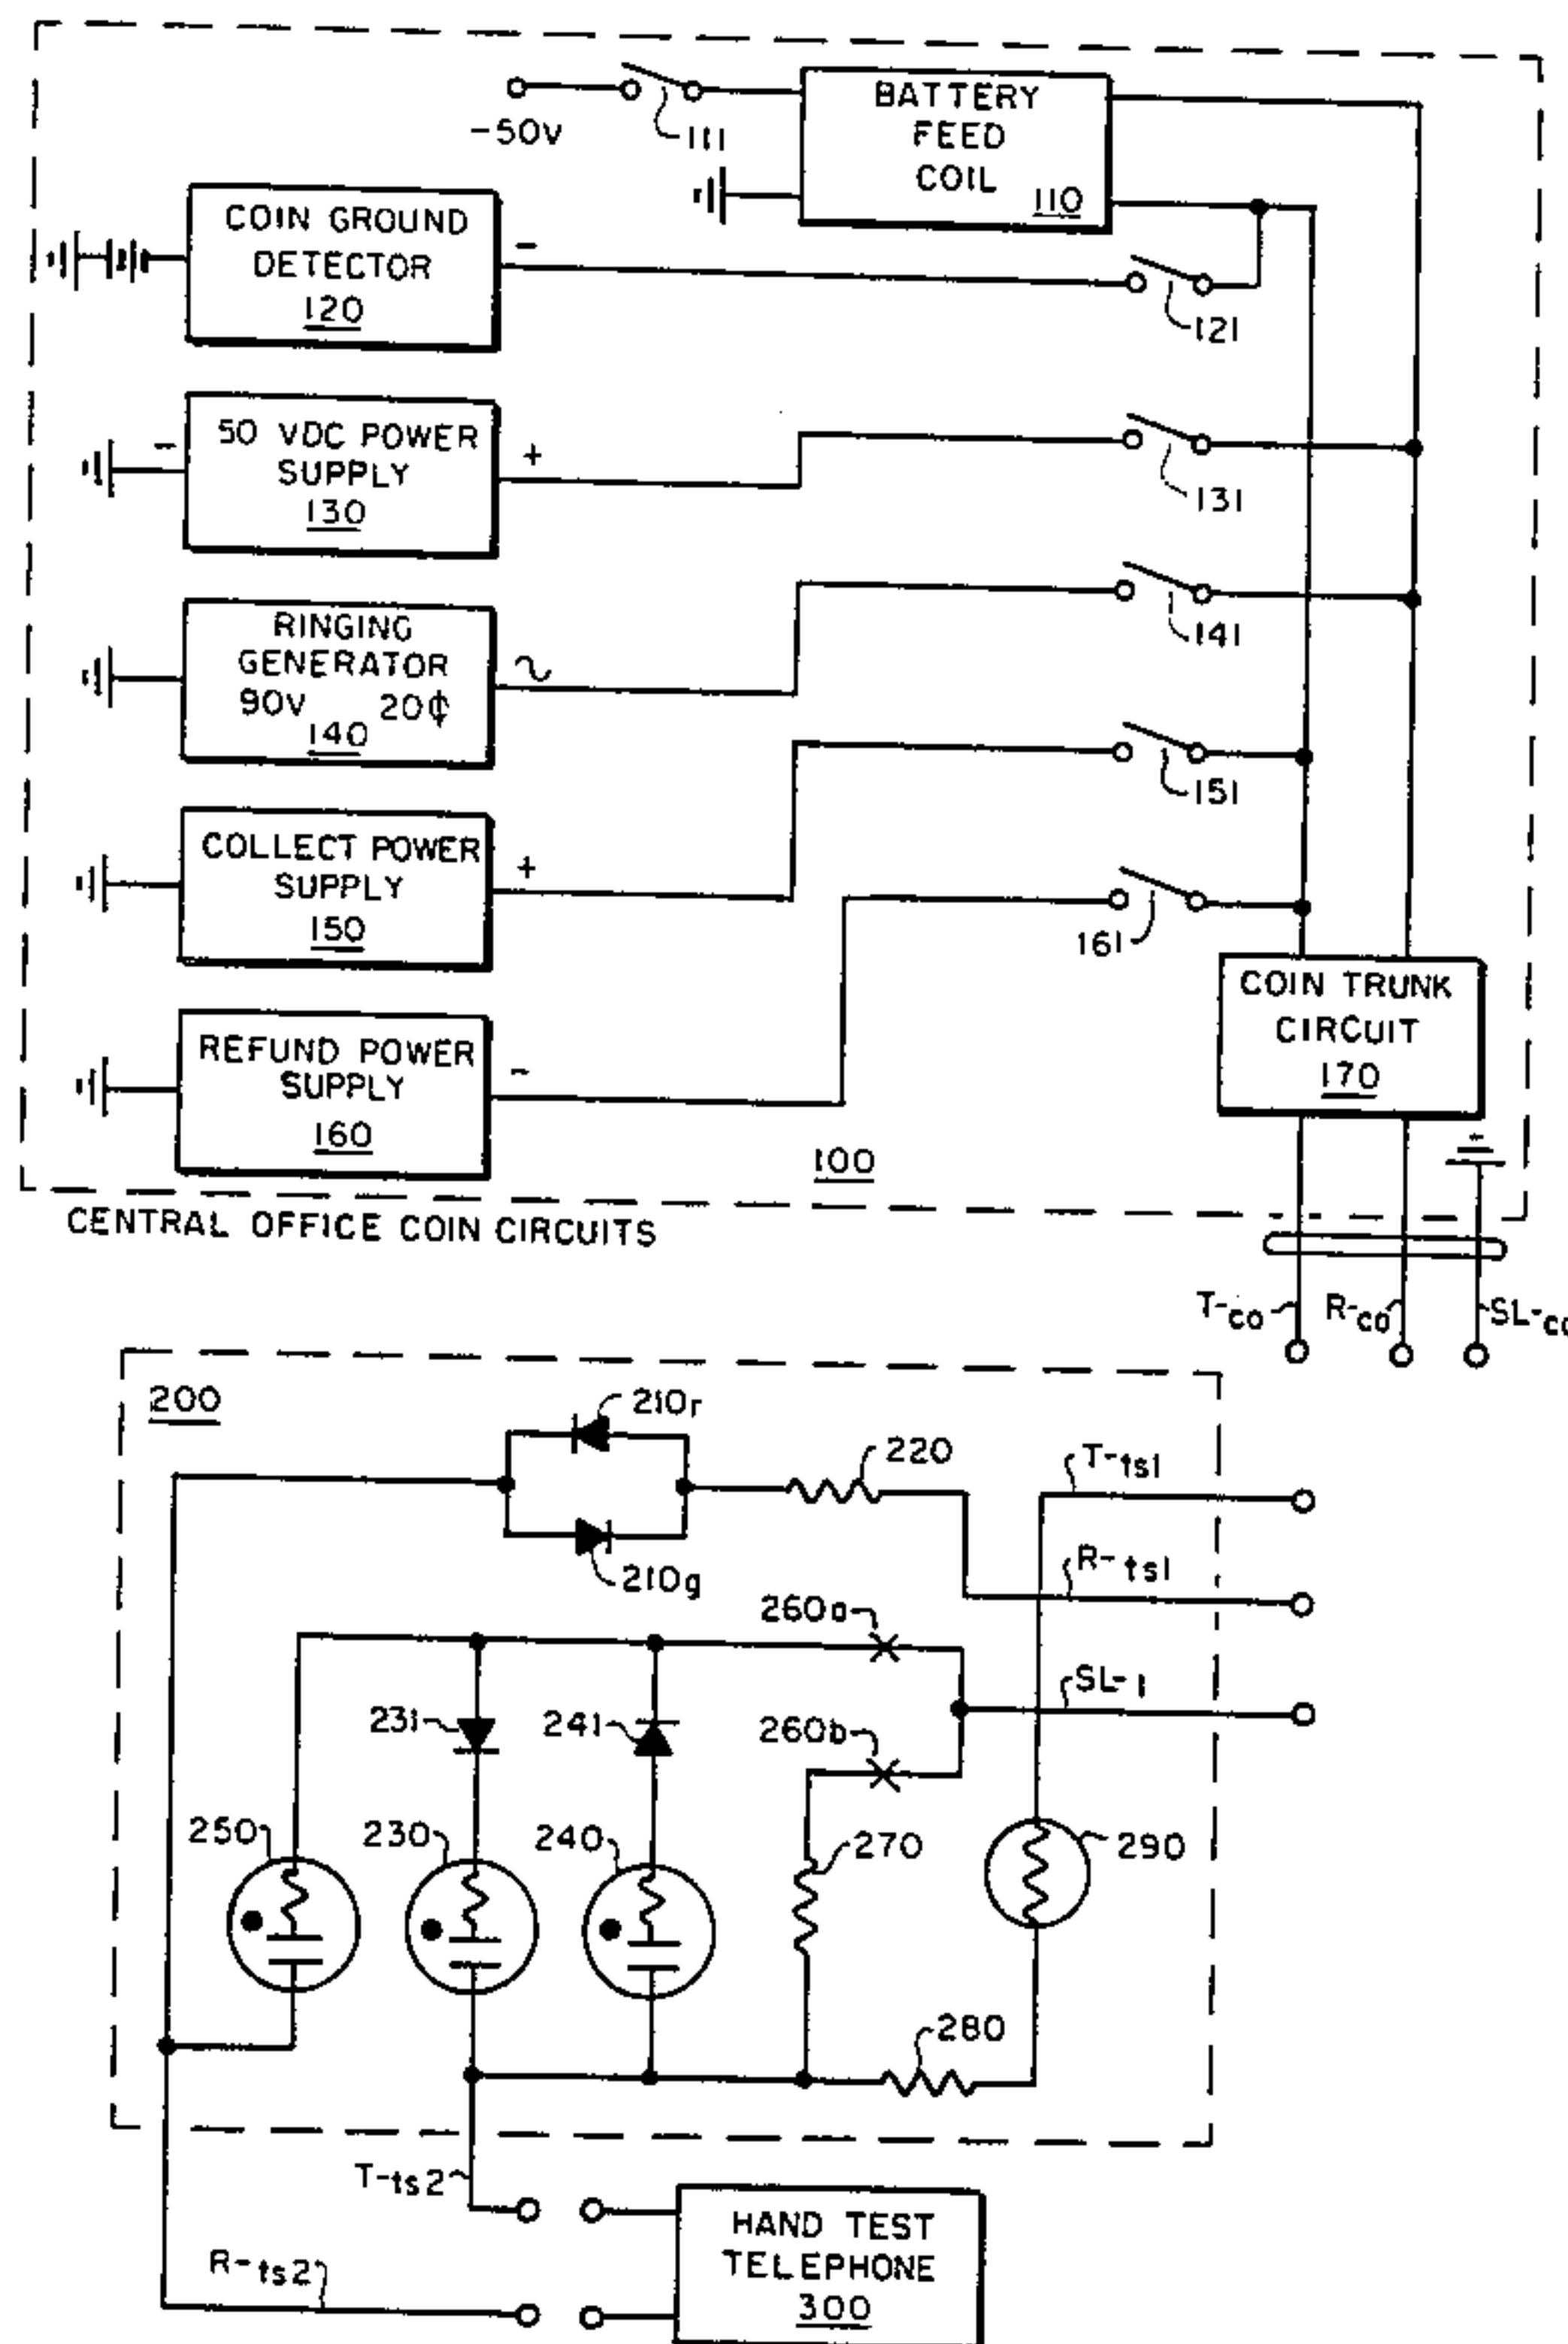 -50V
111
BATTERY
FEED
COIL
110
COIN GROUND
DETECTOR
120
-
121
50 VDC POWER
SUPPLY
130
-
+
131
RINGING
GENERATOR
90V 20¢
140
∿
141
COLLECT POWER
SUPPLY
150
+
151
REFUND POWER
SUPPLY
160
-
161
COIN TRUNK
CIRCUIT
170
100
CENTRAL OFFICE COIN CIRCUITS
T-co
R-co
SL-co
200
210r
220
210g
T-ts1
R-ts1
260a
SL-1
231
241
260b
250
230
240
270
290
280
T-ts2
R-ts2
HAND TEST
TELEPHONE
300